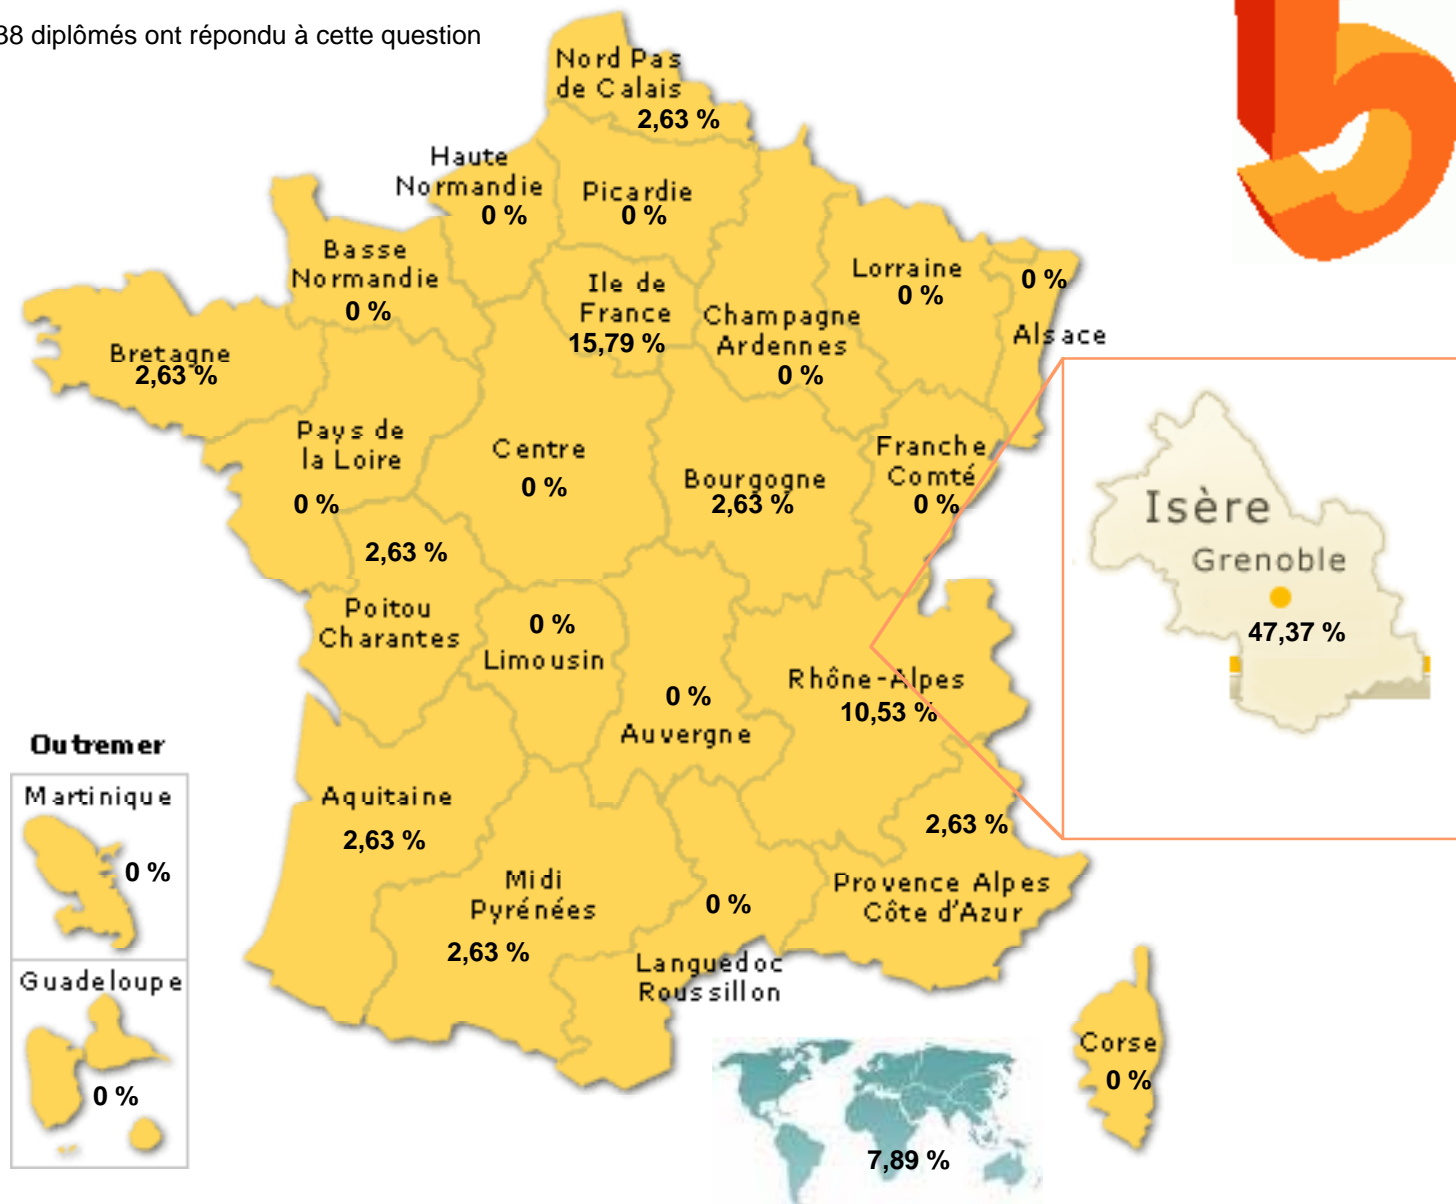 38 diplômés ont répondu à cette question
Nord Pas
de Calais
2,63 %
Haute
Normandie
0 %
Picardie
0 %
Basse
Normandie
0 %
Ile de
France
15,79 %
Champagne
Ardennes
0 %
Lorraine
0 %
0 %
Alsace
Bretagne
2,63 %
Pays de
la Loire
0 %
Centre
0 %
Bourgogne
2,63 %
Franche
Comté
0 %
Isère
Grenoble
47,37 %
2,63 %
Poitou
Charantes
0 %
Limousin
0 %
Auvergne
Rhône-Alpes
10,53 %
Outremer
Martinique
0 %
Guadeloupe
0 %
Aquitaine
2,63 %
Midi
Pyrénées
2,63 %
0 %
Languedoc
Roussillon
2,63 %
Provence Alpes
Côte d'Azur
Corse
0 %
7,89 %